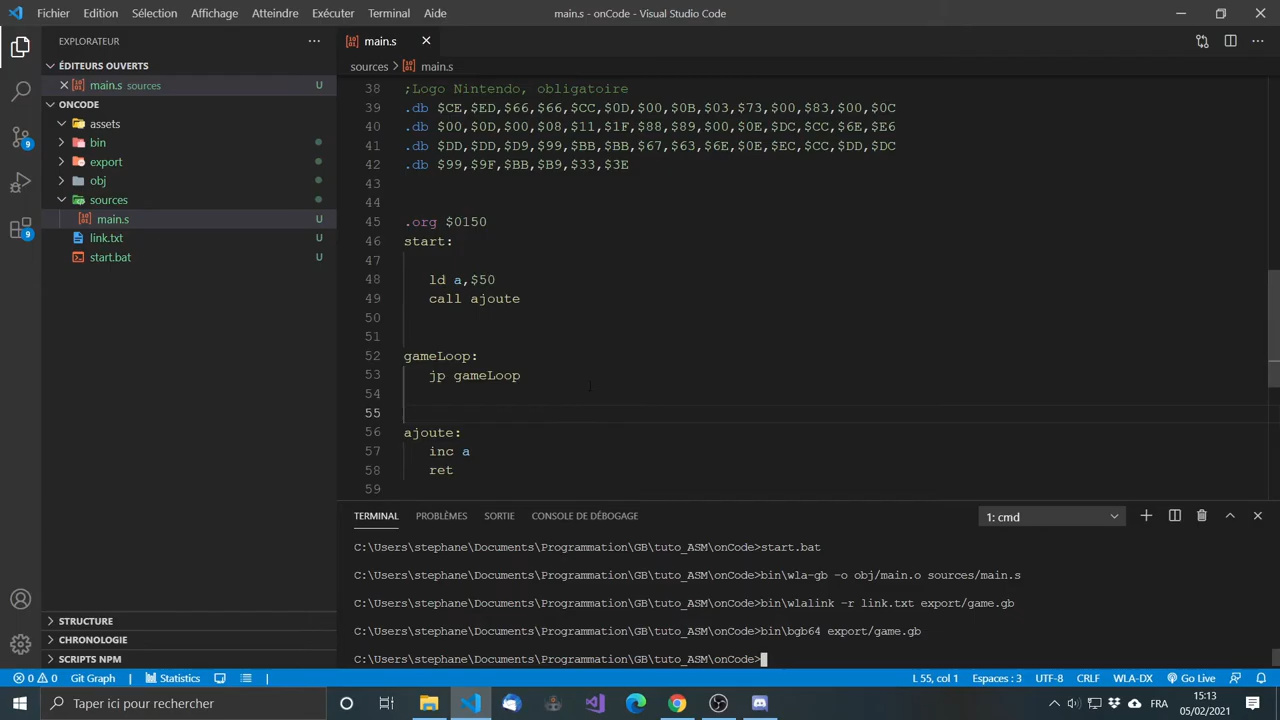 Fichier Edition Sélection Affichage Atteindre Exécuter Terminal Aide
main.s - onCode - Visual Studio Code
EXPLORATEUR
ÉDITEURS OUVERTS
main.s sources U
ONCODE
assets
bin
export
obj
sources
main.s U
link.txt U
start.bat U
STRUCTURE
CHRONOLOGIE
SCRIPTS NPM
9
9
main.s
sources > main.s
38 ;Logo Nintendo, obligatoire
39 .db $CE,$ED,$66,$66,$CC,$0D,$00,$0B,$03,$73,$00,$83,$00,$0C
40 .db $00,$0D,$00,$08,$11,$1F,$88,$89,$00,$0E,$DC,$CC,$6E,$E6
41 .db $DD,$DD,$D9,$99,$BB,$BB,$67,$63,$6E,$0E,$EC,$CC,$DD,$DC
42 .db $99,$9F,$BB,$B9,$33,$3E
43
44
45 .org $0150
46 start:
47
48 ld a,$50
49 call ajoute
50
51
52 gameLoop:
53 jp gameLoop
54
55
56 ajoute:
57 inc a
58 ret
59
TERMINAL PROBLÈMES SORTIE CONSOLE DE DÉBOGAGE 1: cmd
C:\Users\stephane\Documents\Programmation\GB\tuto_ASM\onCode>start.bat
C:\Users\stephane\Documents\Programmation\GB\tuto_ASM\onCode>bin\wla-gb -o obj/main.o sources/main.s
C:\Users\stephane\Documents\Programmation\GB\tuto_ASM\onCode>bin\wlalink -r link.txt export/game.gb
C:\Users\stephane\Documents\Programmation\GB\tuto_ASM\onCode>bin\bgb64 export/game.gb
C:\Users\stephane\Documents\Programmation\GB\tuto_ASM\onCode>
0 0 Git Graph Statistics L 55, col 1 Espaces : 3 UTF-8 CRLF WLA-DX Go Live
Taper ici pour rechercher
FRA
15:13
05/02/2021